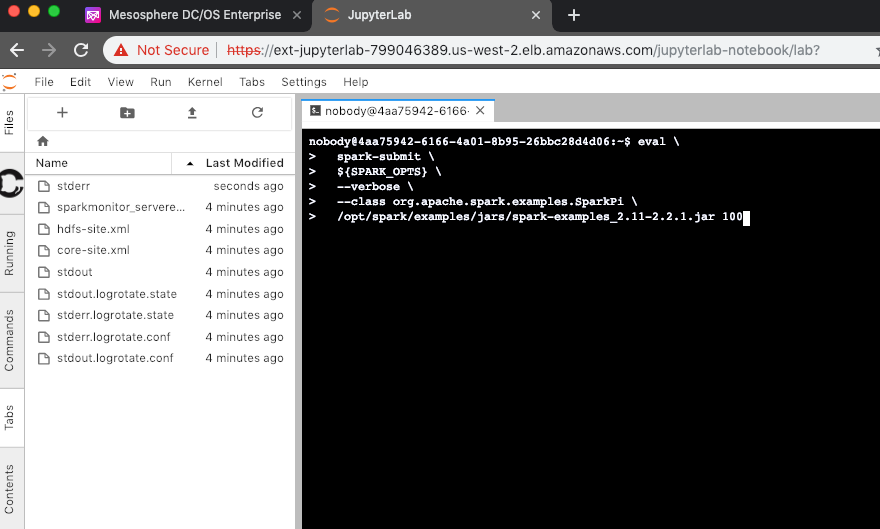 Mesosphere DC/OS Enterprise
JupyterLab
Not Secure
https://ext-jupyterlab-799046389.us-west-2.elb.amazonaws.com/jupyterlab-notebook/lab?
File Edit View Run Kernel Tabs Settings Help
Files
Running
Commands
Tabs
Contents
Name Last Modified
stderr seconds ago
sparkmonitor_servere... 4 minutes ago
hdfs-site.xml 4 minutes ago
core-site.xml 4 minutes ago
stdout 4 minutes ago
stdout.logrotate.state 4 minutes ago
stderr.logrotate.state 4 minutes ago
stderr.logrotate.conf 4 minutes ago
stdout.logrotate.conf 4 minutes ago
nobody@4aa75942-6166-
nobody@4aa75942-6166-4a01-8b95-26bbc28d4d06:~$ eval \
> spark-submit \
> ${SPARK_OPTS} \
> --verbose \
> --class org.apache.spark.examples.SparkPi \
> /opt/spark/examples/jars/spark-examples_2.11-2.2.1.jar 100